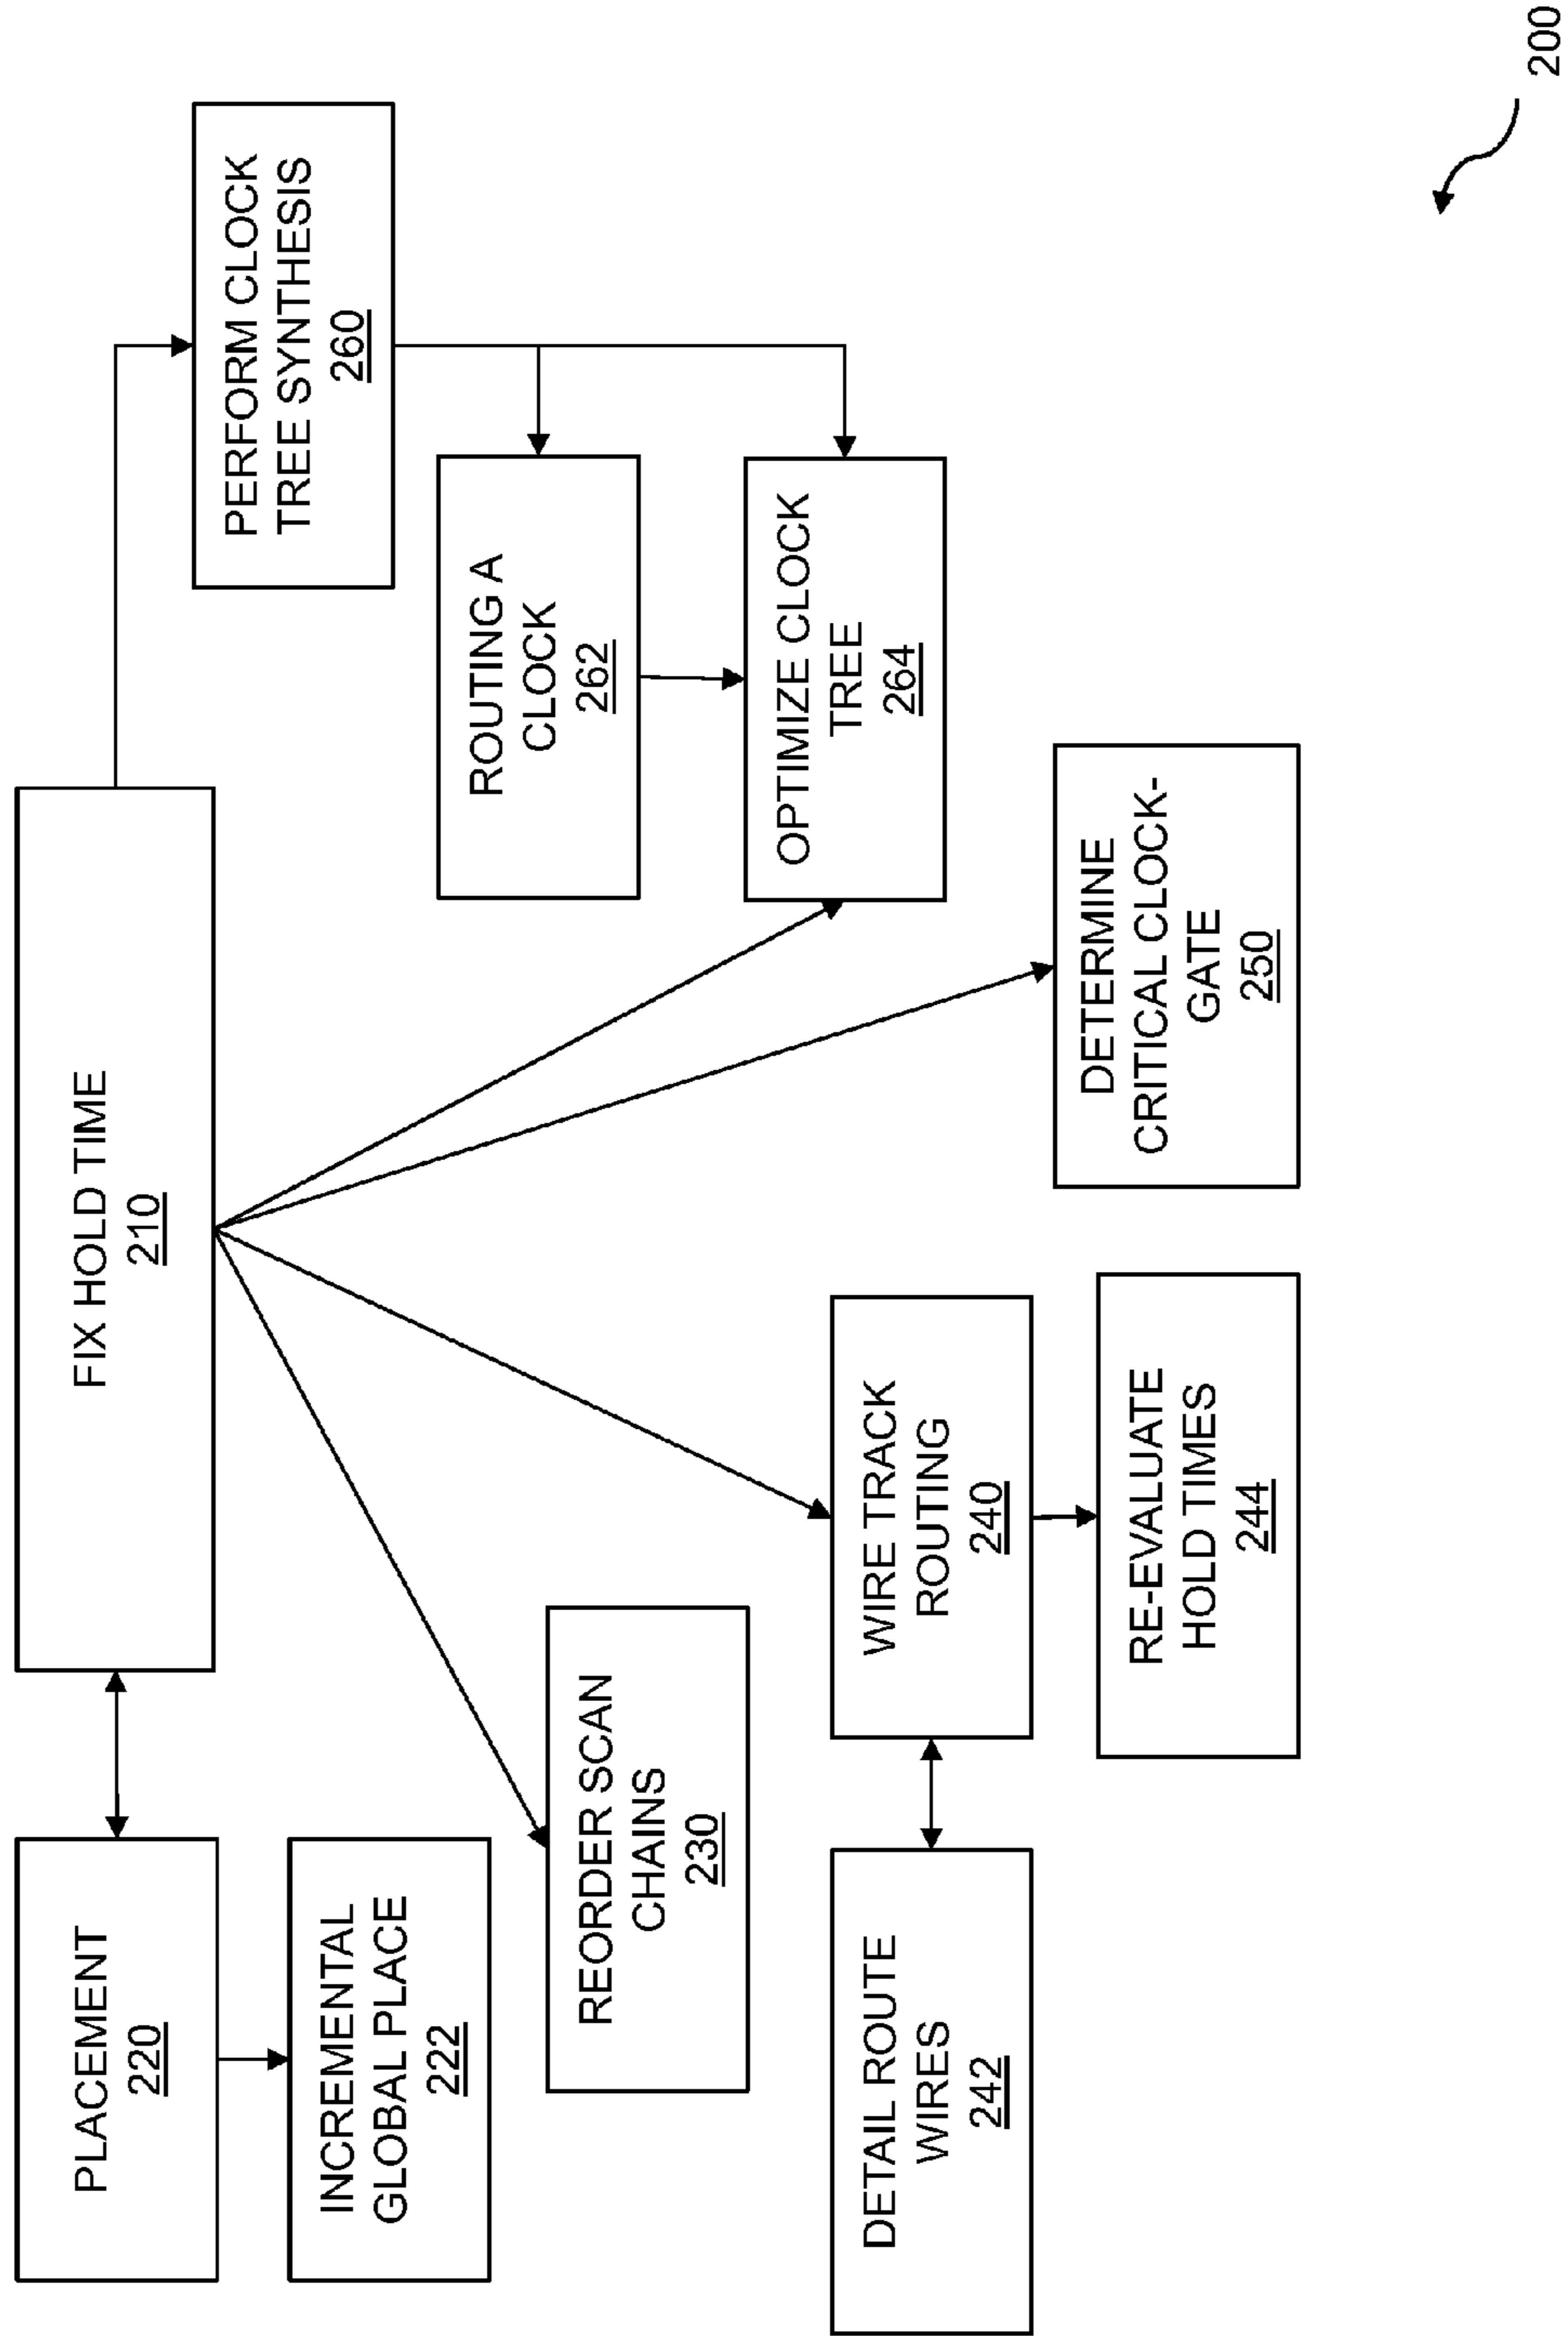 PLACEMENT
220
FIX HOLD TIME
210
PERFORM CLOCK
TREE SYNTHESIS
260
INCREMENTAL
GLOBAL PLACE
222
ROUTING A
CLOCK
262
REORDER SCAN
CHAINS
230
OPTIMIZE CLOCK
TREE
264
DETAIL ROUTE
WIRES
242
WIRE TRACK
ROUTING
240
DETERMINE
CRITICAL CLOCK-
GATE
250
RE-EVALUATE
HOLD TIMES
244
200